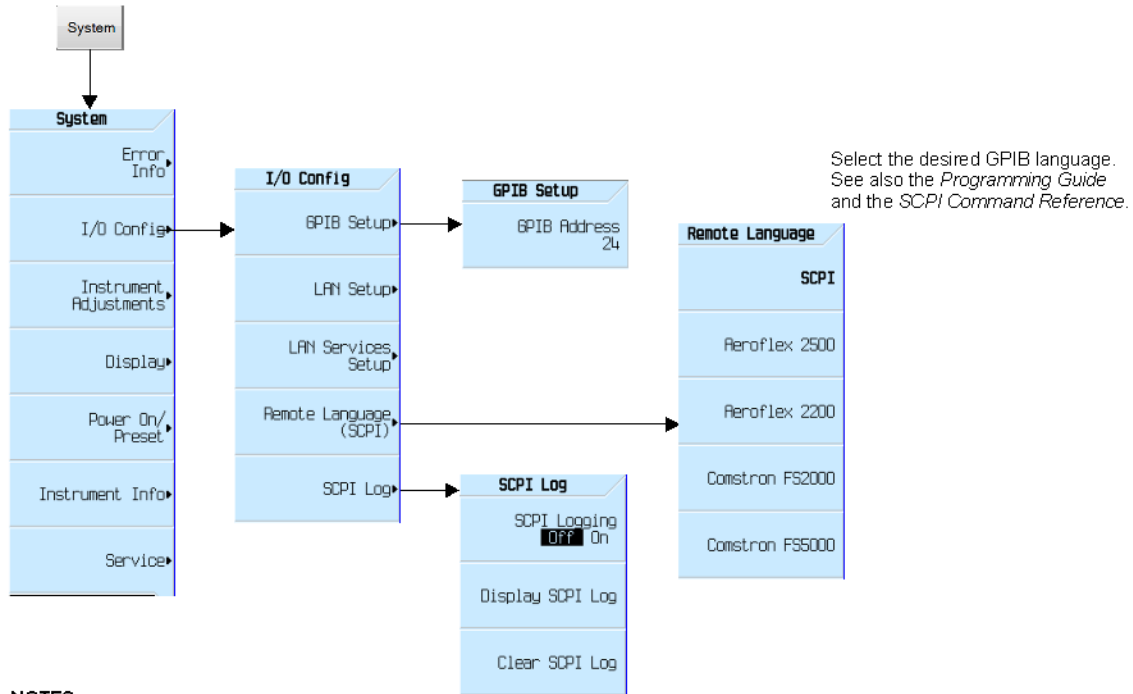 System
System
Error
Info
I/O Config
Instrument
Adjustments
Display
Power On/
Preset
Instrument Info
Service
I/O Config
GPIB Setup
LAN Setup
LAN Services
Setup
Remote Language
(SCPI)
SCPI Log
GPIB Setup
GPIB Address
24
SCPI Log
SCPI Logging
Off On
Display SCPI Log
Clear SCPI Log
Select the desired GPIB language.
See also the Programming Guide
and the SCPI Command Reference.
Remote Language
SCPI
Aeroflex 2500
Aeroflex 2200
Comstron FS2000
Comstron FS5000